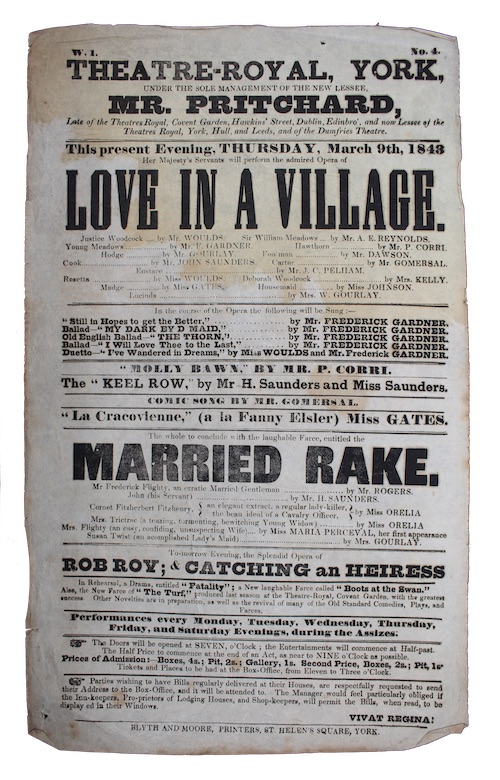 W. 1. No. 4.
THEATRE-ROYAL, YORK,
UNDER THE SOLE MANAGEMENT OF THE NEW LESSEE,
MR. PRITCHARD,
Late of the Theatres Royal, Covent Garden, Hawkins' Street, Dublin, Edinbro', and now Lessee of the
Theatres Royal, York, Hull, and Leeds, and of the Dumfries Theatre.
This present Evening, THURSDAY, March 9th, 1843
Her Majesty's Servants will perform the admired Opera of
LOVE IN A VILLAGE.
Justice Woodcock ... by Mr. WOULDS. Sir William Meadows ... by Mr. A. E. REYNOLDS.
Young Meadows ... by Mr. F. GARDNER. Hawthorn ... by Mr. P. CORRI.
Hodge ... by Mr. GOURLAY. Footman ... by Mr. DAWSON.
Cook ... by Mr. JOHN SAUNDERS. Carter ... by Mr. GOMERSAL.
Eustace ... by Mr. J. C. PELHAM.
Rosetta ... by Miss WOULDS. Deborah Woodcock ... by Mrs. KELLY.
Madge ... by Miss GATES. Housemaid ... by Miss JOHNSON.
Lucinda ... by Mrs. W. GOURLAY.
In the course of the Opera the following will be Sung:—
"Still in Hopes to get the Better," ... by Mr. FREDERICK GARDNER.
Ballad—"MY DARK EY'D MAID," ... by Mr. FREDERICK GARDNER.
Old English Ballad—"THE THORN," ... by Mr. FREDERICK GARDNER.
Ballad—"I Will Love Thee to the Last," ... by Mr. FREDERICK GARDNER.
Duetto—"I've Wandered in Dreams," by Miss WOULDS and Mr. Frederick GARDNER.
"MOLLY BAWN," BY MR. P. CORRI.
The "KEEL ROW," by Mr H. Saunders and Miss Saunders.
COMIC SONG BY MR. GOMERSAL.
"La Cracovienne," (a la Fanny Elsler) Miss GATES.
The whole to conclude with the laughable Farce, entitled the
MARRIED RAKE.
Mr Frederick Flighty, an erratic Married Gentleman ... by Mr. ROGERS.
John (his Servant) ... by Mr. H. SAUNDERS.
Cornet Fitzherbert Fitzhenry, { an elegant extract, a regular lady-killer, the beau ideal of a Cavalry Officer, } by Miss ORELIA
Mrs. Trictrac (a teazing, tormenting, bewitching Young Widow) ... by Miss ORELIA
Mrs. Flighty (an easy, confiding, unsuspecting Wife) ... by Miss MARIA PERCEVAL, her first appearance
Susan Twist (an acomplished Lady's Maid) ... by Mrs. GOURLAY.
To-morrow Evening, the Splendid Opera of
ROB ROY; & CATCHING an HEIRESS
In Rehearsal, a Drama, entitled "Fatality"; a New laughable Farce called "Boots at the Swan."
Also, the New Farce of "The Turf," produced last season at the Theatre-Royal, Covent Garden, with the greatest
success. Other Novelties are in preparation, as well as the revival of many of the Old Standard Comedies, Plays, and
Farces.
Performances every Monday, Tuesday, Wednesday, Thursday,
Friday, and Saturday Evenings, during the Assizes.
☞ The Doors will be opened at SEVEN, o'Clock; the Entertainments will commence at Half-past.
The Half Price to commence at the end of an Act, as near to NINE o'Clock as possible.
Prices of Admission—Boxes, 4s.; Pit, 2s.; Gallery, 1s. Second Price, Boxes, 2s.; Pit, 1s
Tickets and Places to be had at the Box-Office, from Eleven to Three o'Clock.
☞ Parties wishing to have Bills regularly delivered at their Houses, are respectfully requested to send
their Address to the Box-Office, and it will be attended to. The Manager would feel particularly obliged if
the Inn-keepers, Pro-prietors of Lodging Houses, and Shop-keepers, will permit the Bills, when read, to be
display ed in their Windows.
VIVAT REGINA!
BLYTH AND MOORE, PRINTERS, ST. HELEN'S SQUARE, YORK.